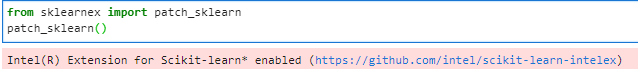 from sklearnex import patch_sklearn
patch_sklearn()
Intel(R) Extension for Scikit-learn* enabled (https://github.com/intel/scikit-learn-intelex)